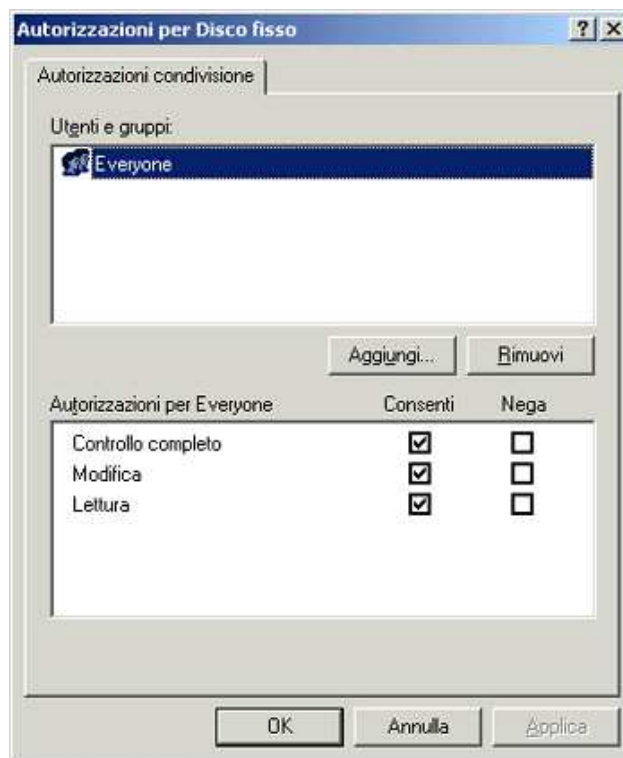 Autorizzazioni per Disco fisso
Autorizzazioni condivisione
Utenti e gruppi:
Everyone
Aggiungi... Rimuovi
Autorizzazioni per Everyone Consenti Nega
Controllo completo
Modifica
Lettura
OK Annulla Applica